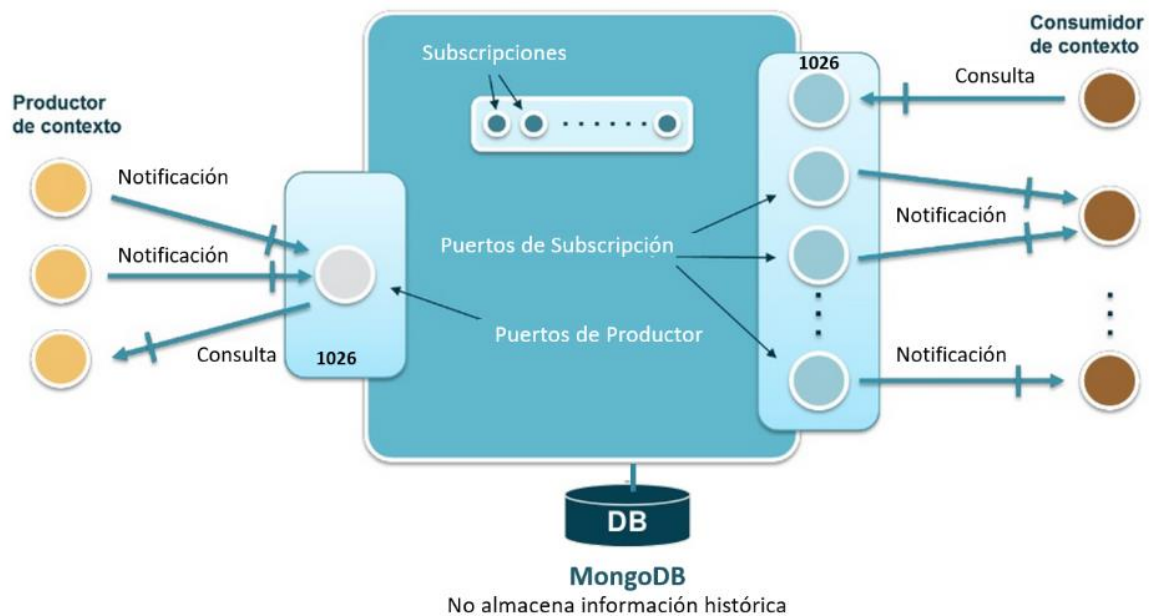 Subscripciones
1026
Consumidor
de contexto
Consulta
Productor
de contexto
Notificación
Notificación
Consulta
1026
Puertos de Subscripción
Puertos de Productor
Notificación
Notificación
DB
MongoDB
No almacena información histórica